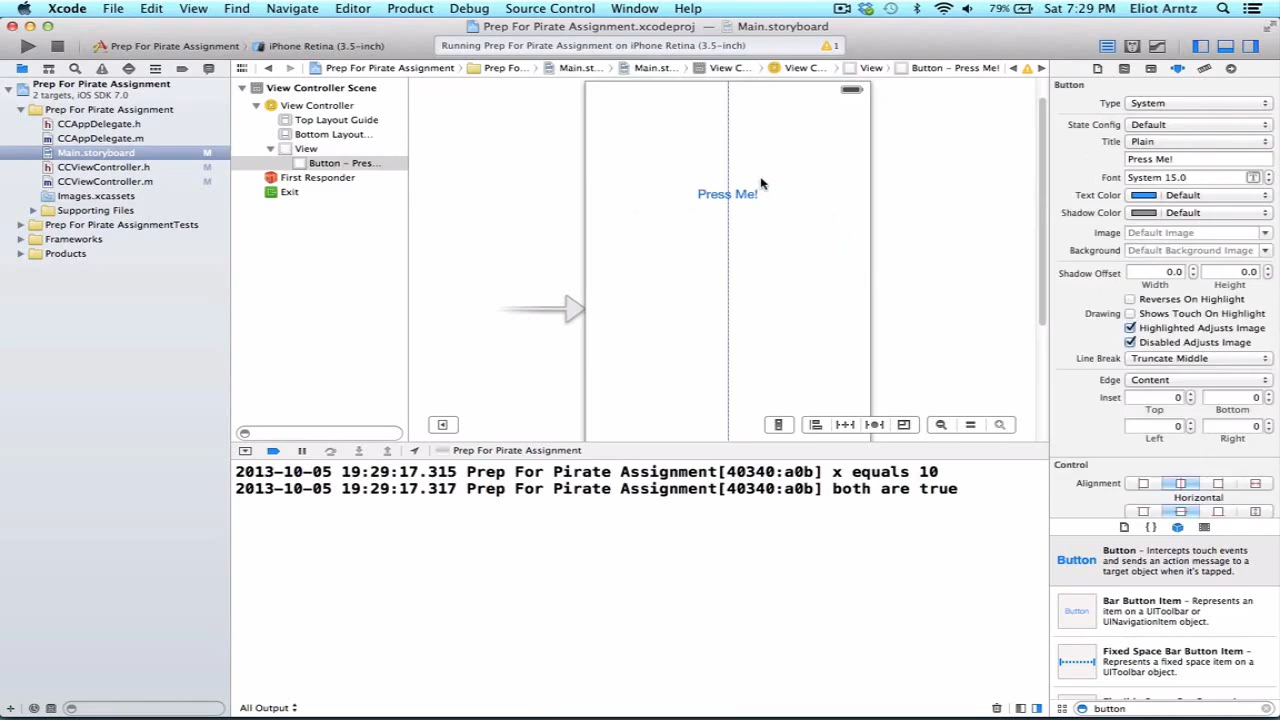 Xcode File Edit View Find Navigate Editor Product Debug Source Control Window Help 79% Sat 7:29 PM Eliot Arntz
Prep For Pirate Assignment.xcodeproj — Main.storyboard
Prep For Pirate Assignment iPhone Retina (3.5-inch) Running Prep For Pirate Assignment on iPhone Retina (3.5-inch) 1
Prep For Pirate Assignment Prep Fo... Main.st... Main.st... View C... View C... View Button - Press Me!
Prep For Pirate Assignment
2 targets, iOS SDK 7.0
Prep For Pirate Assignment
h CCAppDelegate.h
m CCAppDelegate.m
Main.storyboard M
h CCViewController.h M
m CCViewController.m M
Images.xcassets
Supporting Files
Prep For Pirate AssignmentTests
Frameworks
Products
View Controller Scene
View Controller
Top Layout Guide
Bottom Layout...
View
Button - Pres...
First Responder
Exit
Press Me!
Button
Type System
State Config Default
Title Plain
Press Me!
Font System 15.0 T
Text Color Default
Shadow Color Default
Image Default Image
Background Default Background Image
Shadow Offset 0.0 0.0
Width Height
Reverses On Highlight
Drawing Shows Touch On Highlight
Highlighted Adjusts Image
Disabled Adjusts Image
Line Break Truncate Middle
Edge Content
Inset 0 0
Top Bottom
0 0
Left Right
Control
Alignment
Horizontal
Prep For Pirate Assignment
2013-10-05 19:29:17.315 Prep For Pirate Assignment[40340:a0b] x equals 10
2013-10-05 19:29:17.317 Prep For Pirate Assignment[40340:a0b] both are true
Button
Button - Intercepts touch events
and sends an action message to a
target object when it's tapped.
Button
Bar Button Item - Represents an
item on a UIToolbar or
UINavigationItem object.
Fixed Space Bar Button Item -
Represents a fixed space item on a
UIToolbar object.
All Output
button